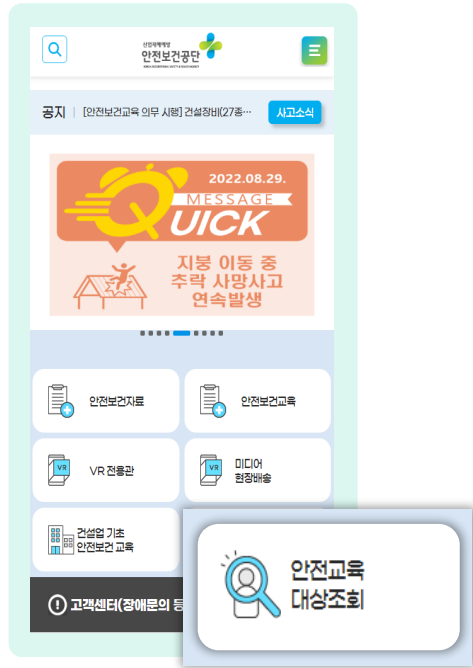 산업재해예방
안전보건공단
공지 [안전보건교육 의무 시행] 건설장비(27종… 사고소식
2022.08.29.
MESSAGE
QUICK
지붕 이동 중
추락 사망사고
연속발생
안전보건자료
안전보건교육
VR
VR 전용관
VR
미디어
현장배송
건설업 기초
안전보건 교육
안전교육
대상조회
고객센터(장애문의 등